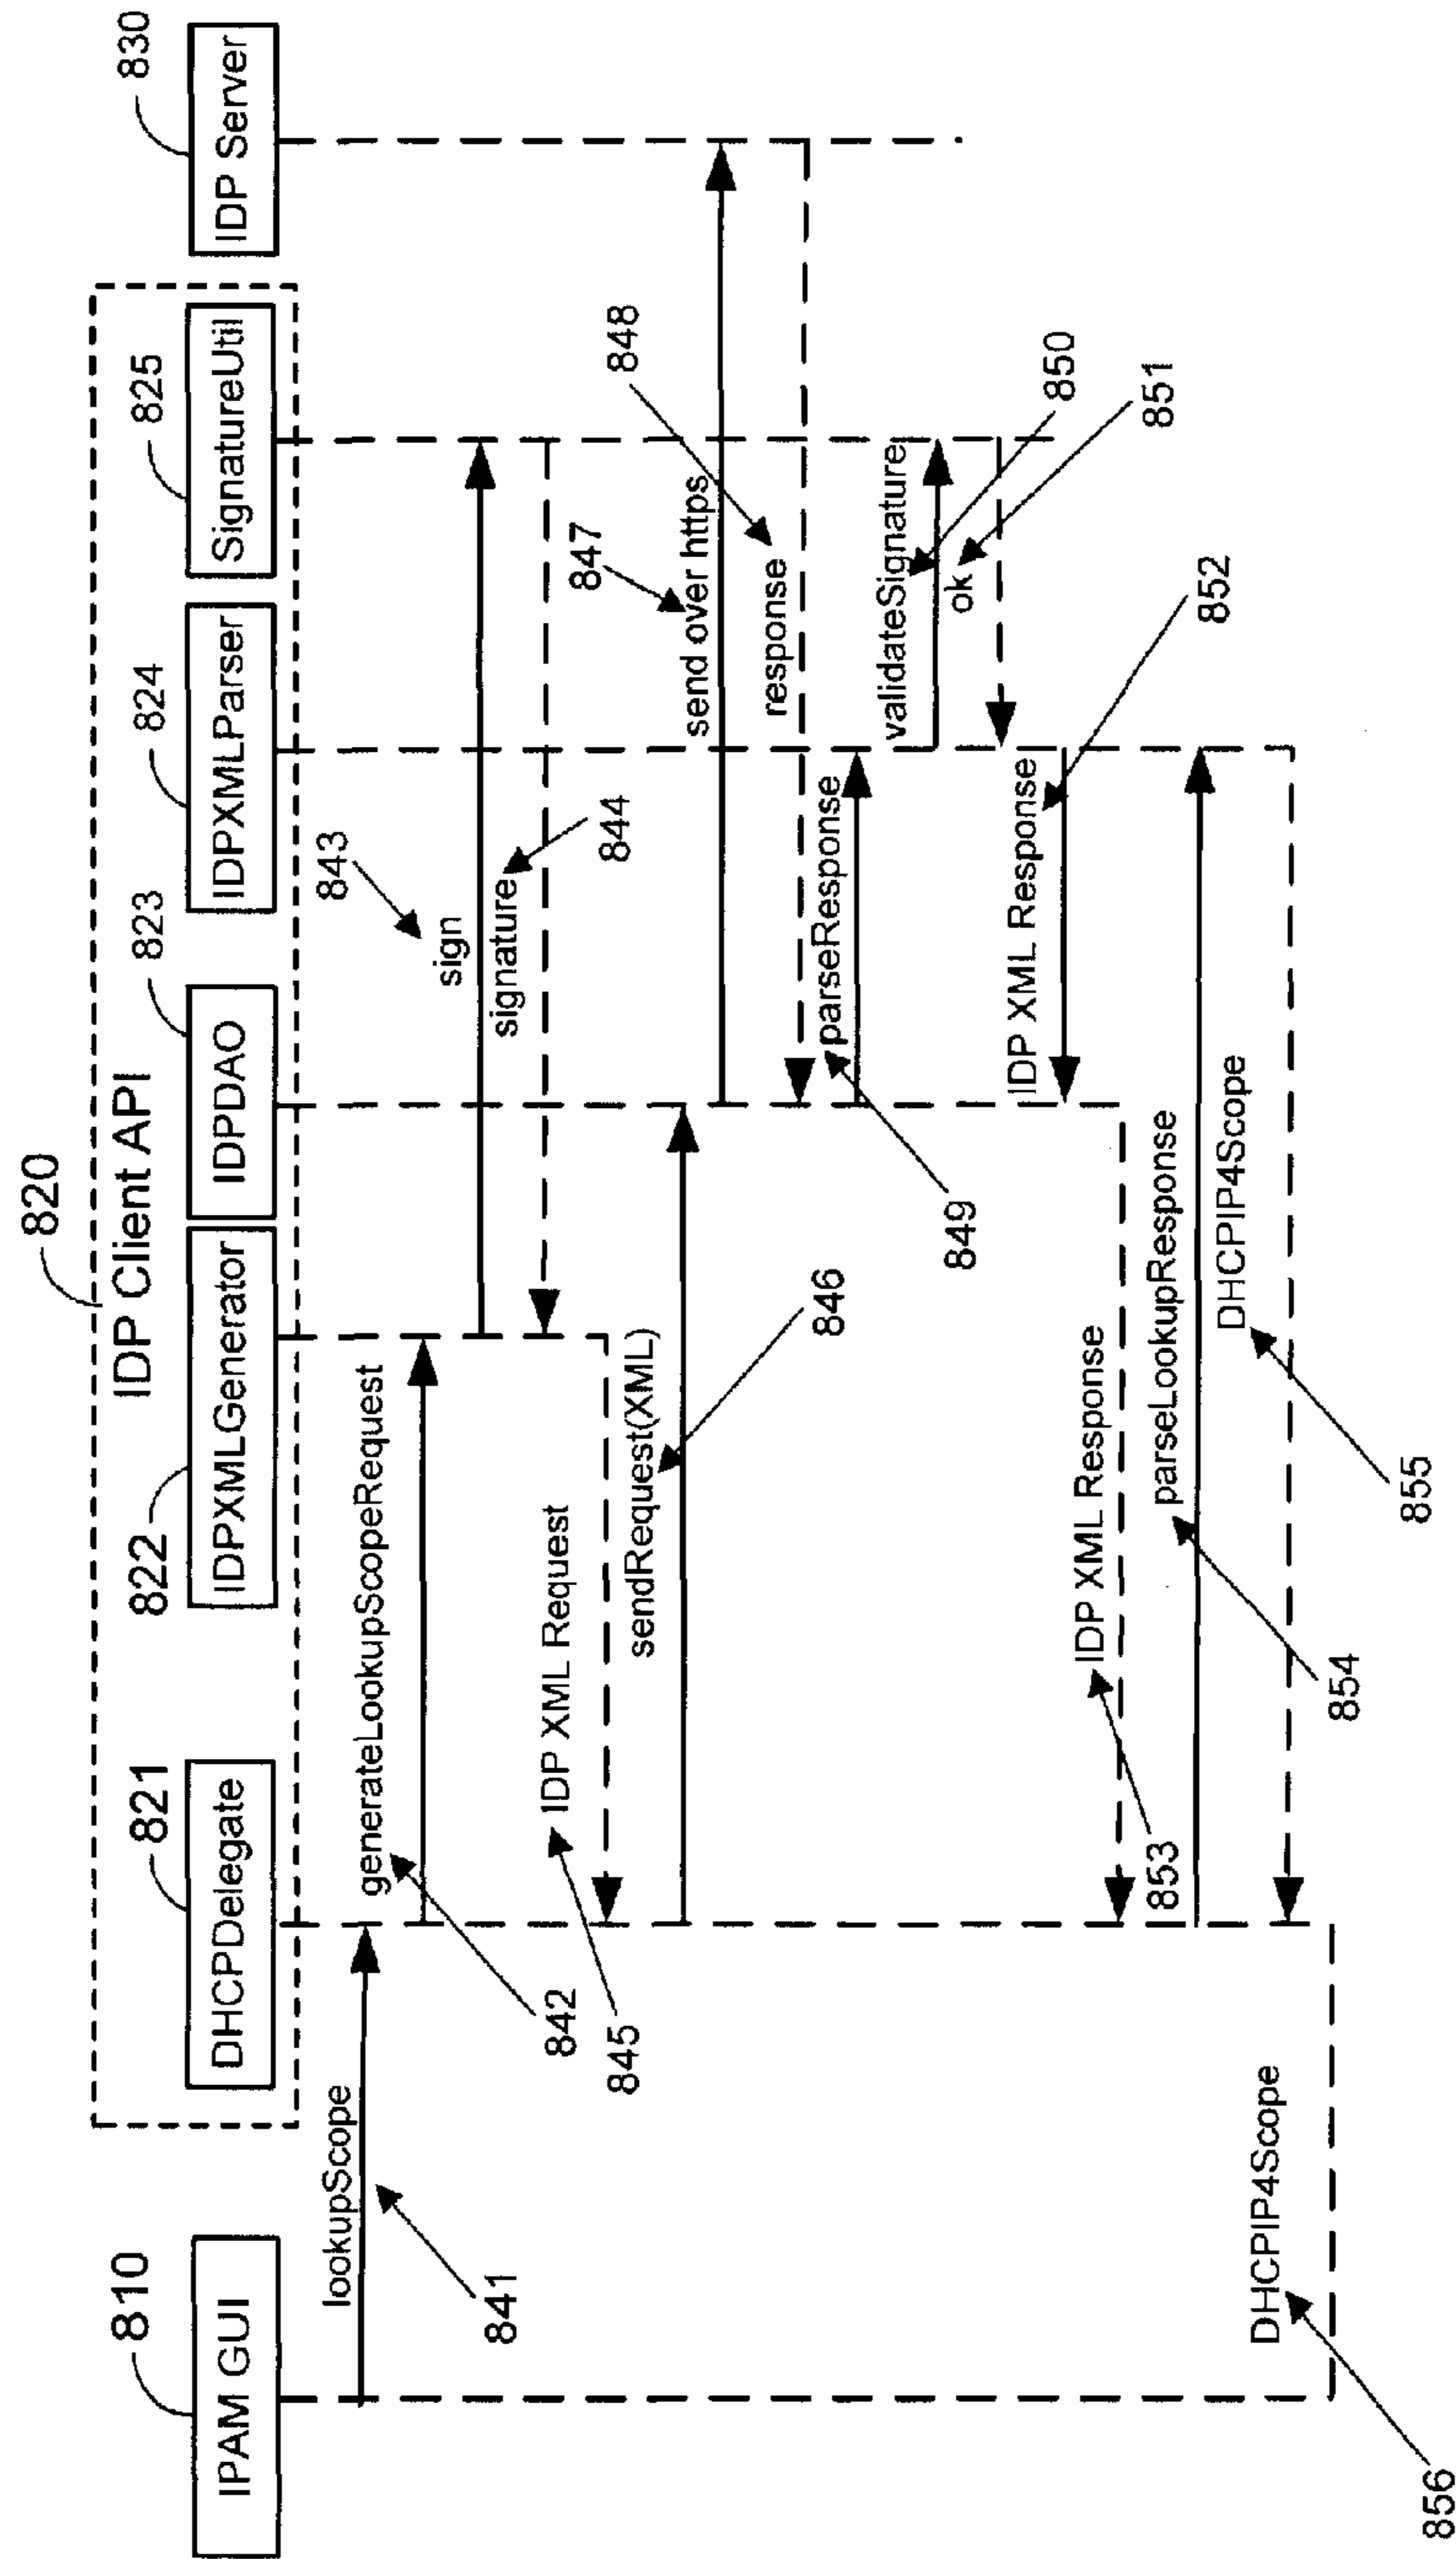 820
IDP Client API
810
821
822
823
824
825
830
IPAM GUI
DHCPDelegate
IDPXMLGenerator
IDPDAO
IDPXMLParser
SignatureUtil
IDP Server
lookupScope
841
generateLookupScopeRequest
842
843
sign
signature
844
IDP XML Request
845
sendRequest(XML)
846
847
send over https
848
response
parseResponse
849
validateSignature
850
ok
851
IDP XML Response
852
IDP XML Response
853
parseLookupResponse
854
DHCPIP4Scope
855
DHCPIP4Scope
856